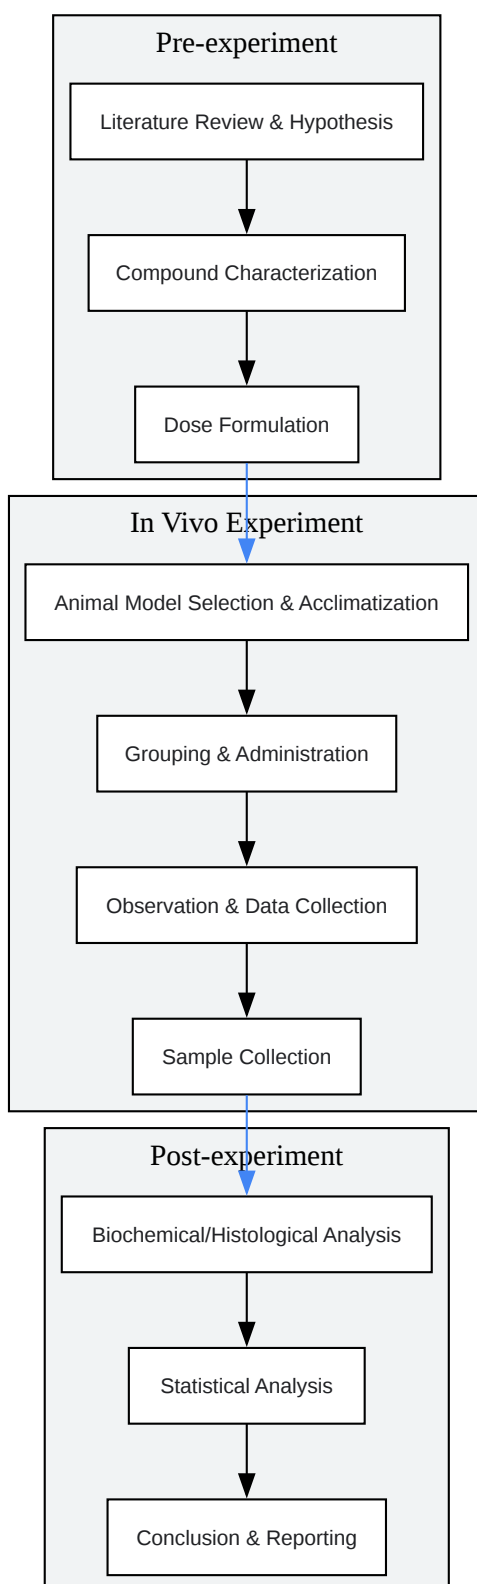 Pre-experiment
Literature Review & Hypothesis
Compound Characterization
Dose Formulation
In Vivo Experiment
Animal Model Selection & Acclimatization
Grouping & Administration
Observation & Data Collection
Sample Collection
Post-experiment
Biochemical/Histological Analysis
Statistical Analysis
Conclusion & Reporting